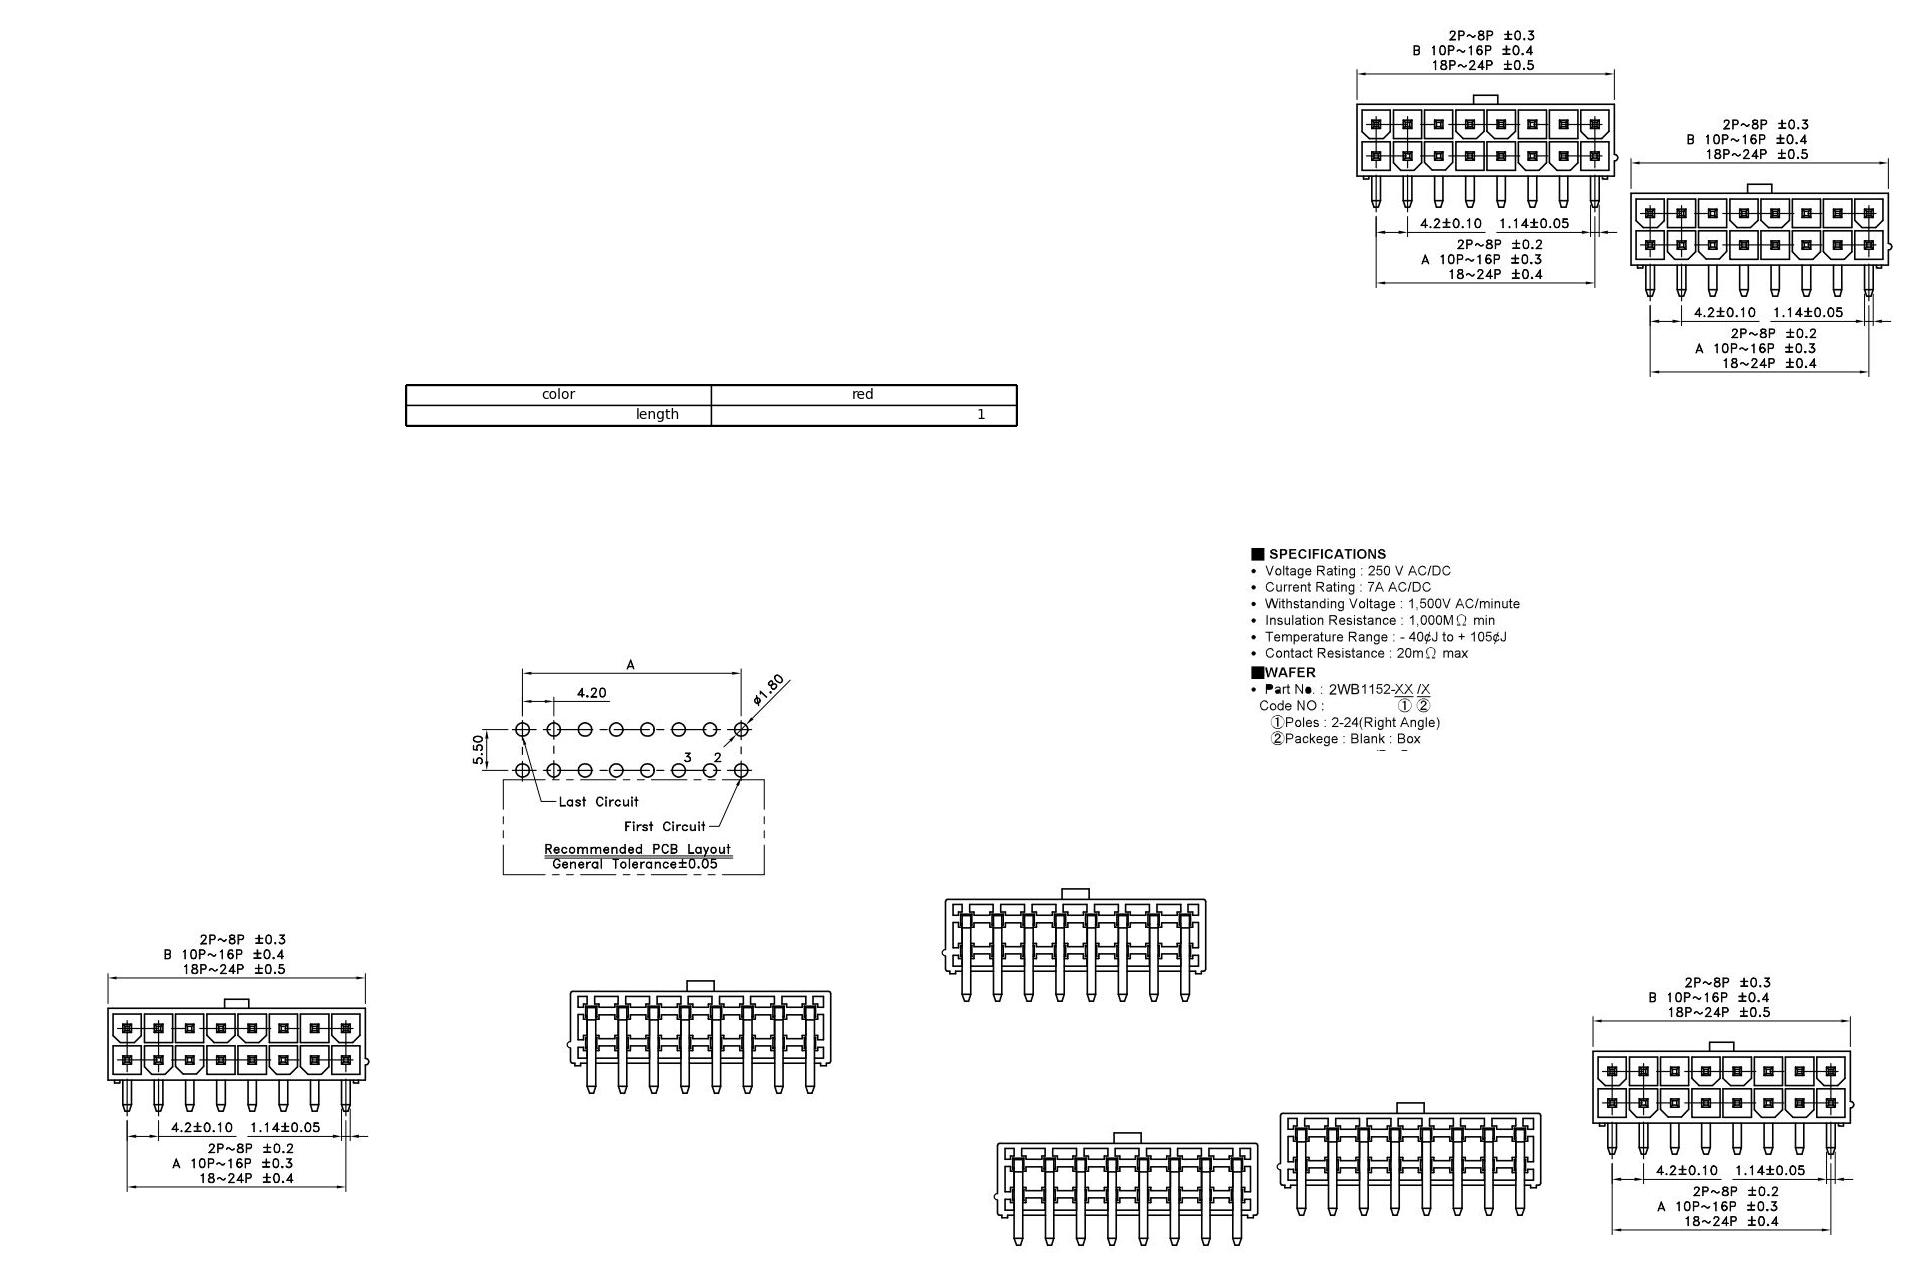 2P~8P ±0.3
B 10P~16P ±0.4
18P~24P ±0.5
4.2±0.10 1.14±0.05
2P~8P ±0.2
A 10P~16P ±0.3
18~24P ±0.4
2P~8P ±0.3
B 10P~16P ±0.4
18P~24P ±0.5
4.2±0.10 1.14±0.05
2P~8P ±0.2
A 10P~16P ±0.3
18~24P ±0.4
color red
length 1
■ SPECIFICATIONS
• Voltage Rating : 250 V AC/DC
• Current Rating : 7A AC/DC
• Withstanding Voltage : 1,500V AC/minute
• Insulation Resistance : 1,000MΩ min
• Temperature Range : - 40¢J to + 105¢J
• Contact Resistance : 20mΩ max
■WAFER
• Part No. : 2WB1152-XX /X
Code NO : ① ②
①Poles : 2-24(Right Angle)
②Packege : Blank : Box
A
4.20
ø1.80
5.50
3 2
Last Circuit
First Circuit
Recommended PCB Layout
General Tolerance±0.05
2P~8P ±0.3
B 10P~16P ±0.4
18P~24P ±0.5
4.2±0.10 1.14±0.05
2P~8P ±0.2
A 10P~16P ±0.3
18~24P ±0.4
2P~8P ±0.3
B 10P~16P ±0.4
18P~24P ±0.5
4.2±0.10 1.14±0.05
2P~8P ±0.2
A 10P~16P ±0.3
18~24P ±0.4